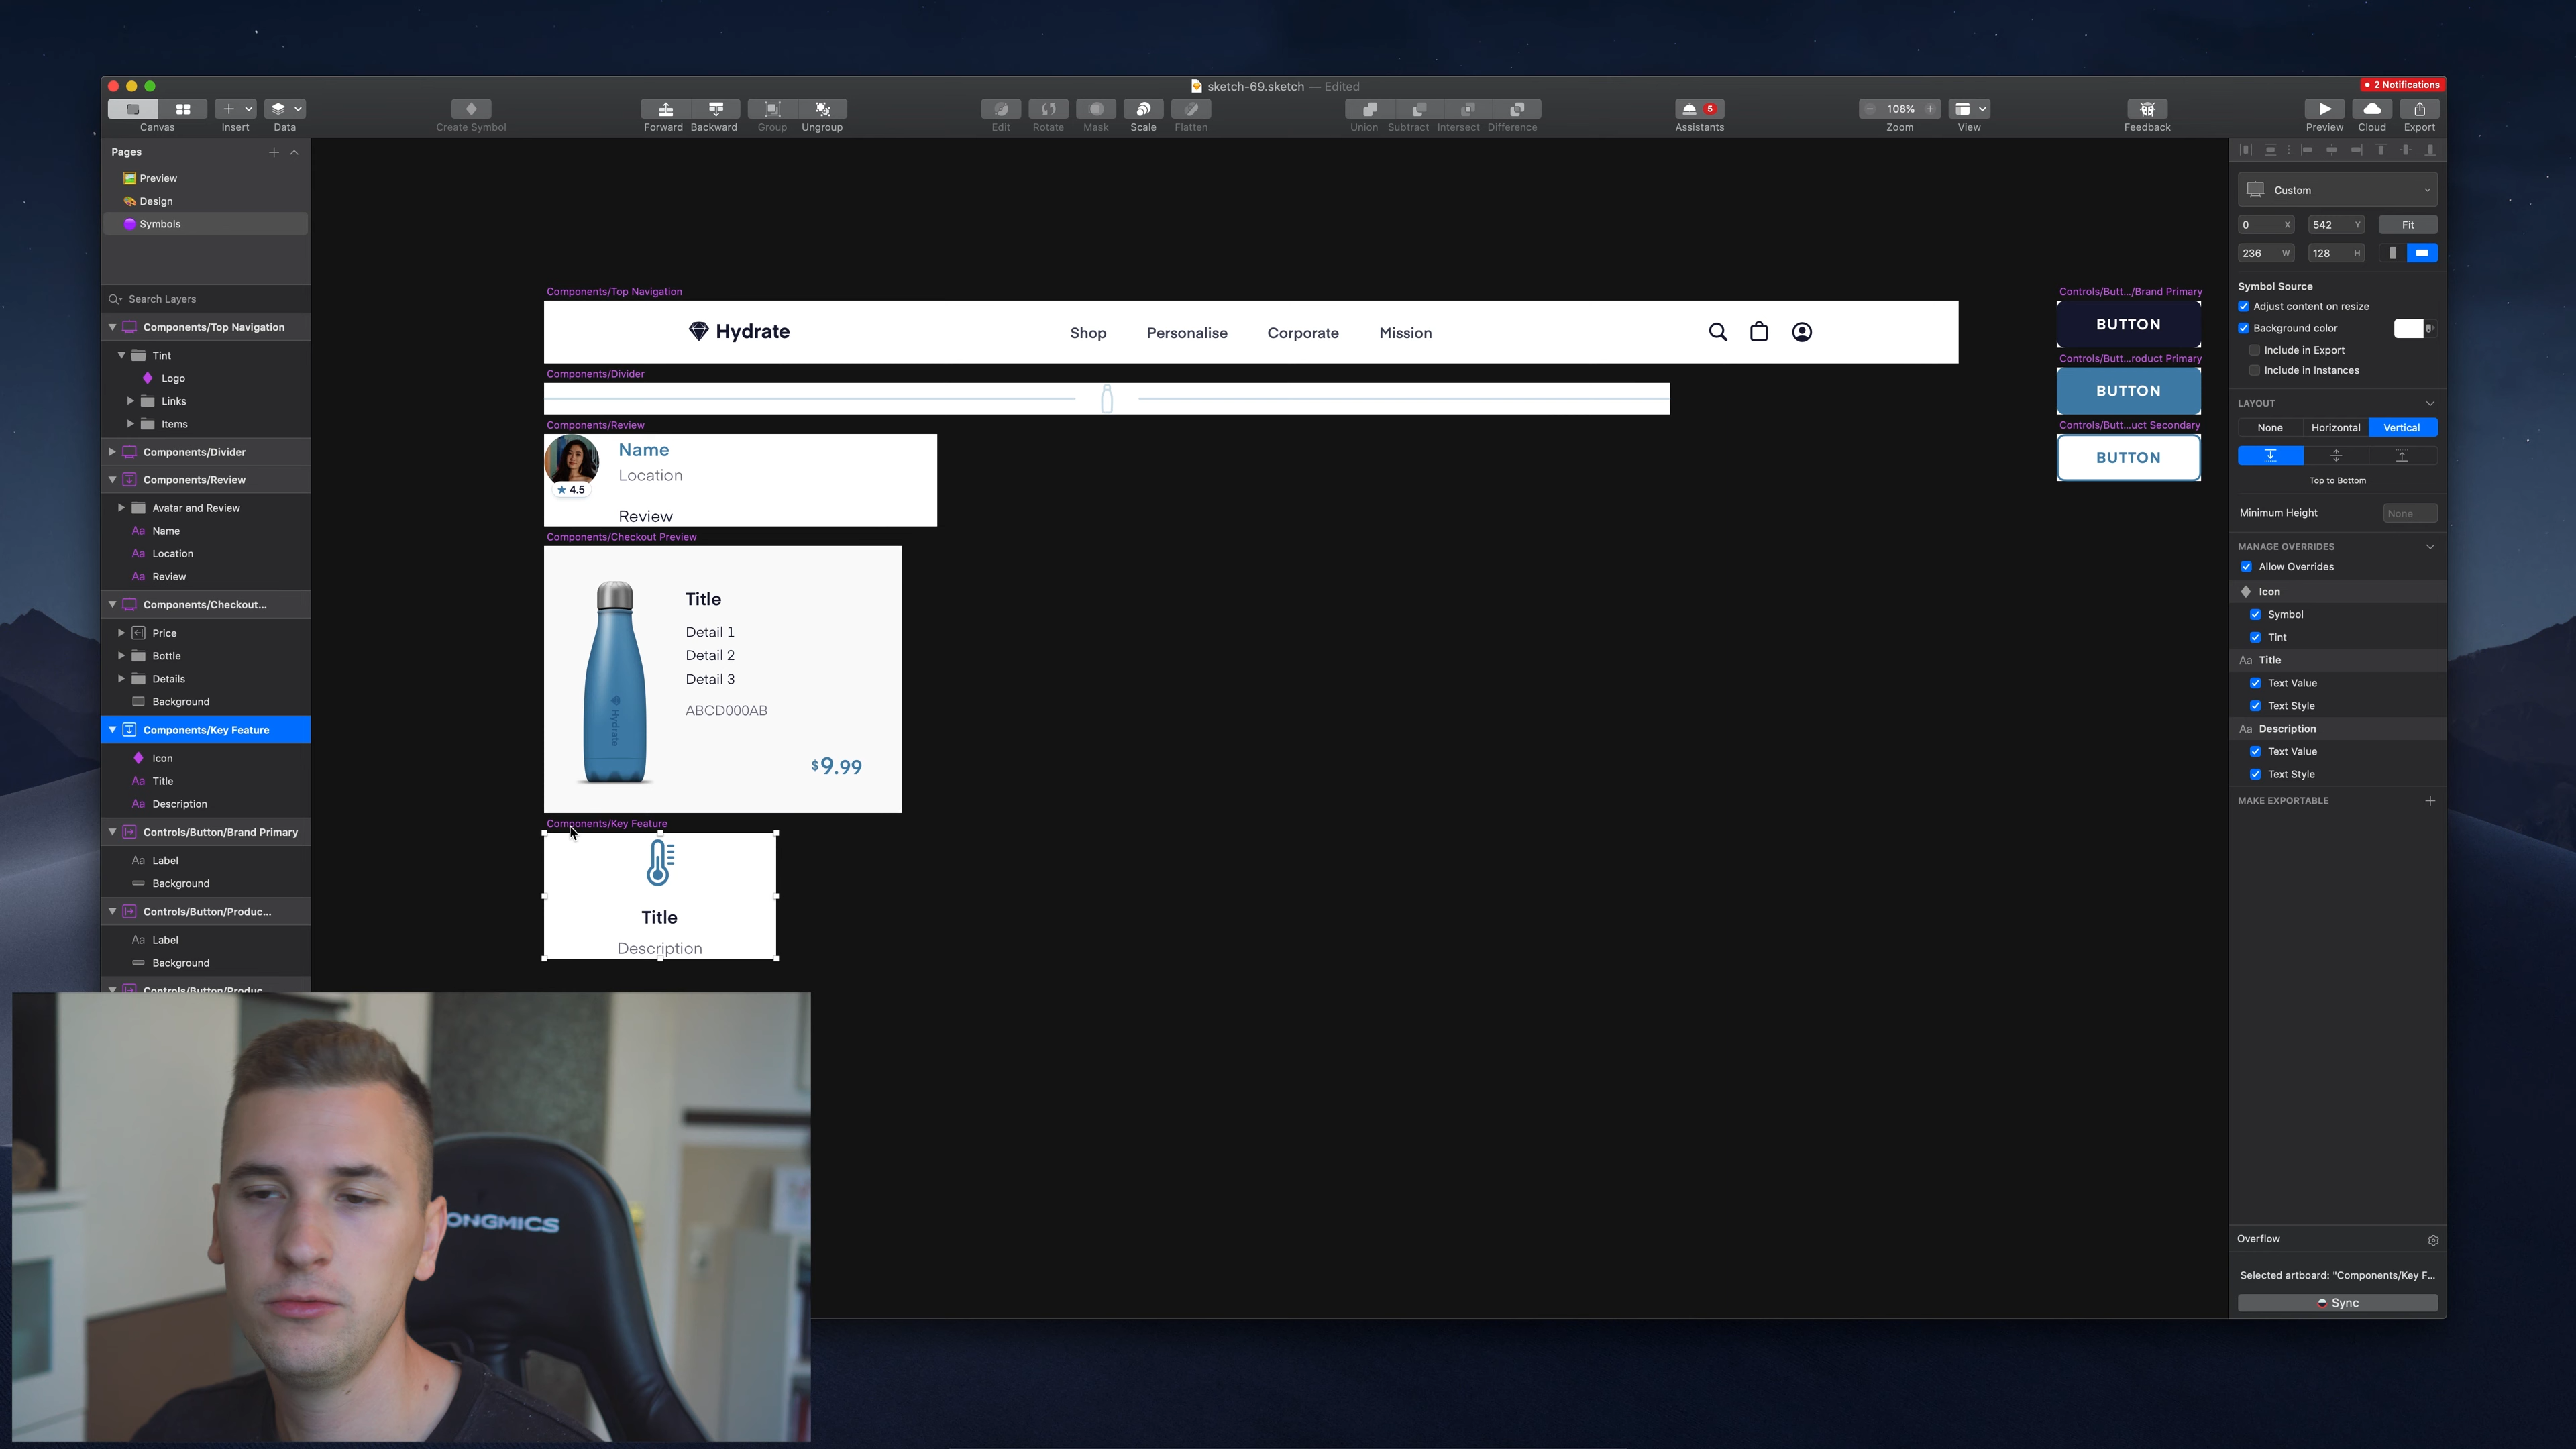 sketch-69.sketch — Edited
2 Notifications
Canvas
Insert
Data
Create Symbol
Forward
Backward
Group
Ungroup
Edit
Rotate
Mask
Scale
Flatten
Union
Subtract
Intersect
Difference
5
Assistants
108%
Zoom
View
Feedback
Preview
Cloud
Export
Pages
Preview
Design
Symbols
Search Layers
Components/Top Navigation
Tint
Logo
Links
Items
Components/Divider
Components/Review
Avatar and Review
Name
Location
Review
Components/Checkout...
Price
Bottle
Details
Background
Components/Key Feature
Icon
Title
Description
Controls/Button/Brand Primary
Label
Background
Controls/Button/Produc...
Label
Background
Controls/Button/Produc
Components/Top Navigation
Hydrate
Shop
Personalise
Corporate
Mission
Components/Divider
Components/Review
Name
Location
4.5
Review
Components/Checkout Preview
Hydrate
Title
Detail 1
Detail 2
Detail 3
ABCD000AB
$9.99
Components/Key Feature
Title
Description
Controls/Butt.../Brand Primary
BUTTON
Controls/Butt...roduct Primary
BUTTON
Controls/Butt...uct Secondary
BUTTON
Custom
0 X
542 Y
Fit
236 W
128 H
Symbol Source
Adjust content on resize
Background color
Include in Export
Include in Instances
LAYOUT
None
Horizontal
Vertical
Top to Bottom
Minimum Height
None
MANAGE OVERRIDES
Allow Overrides
Icon
Symbol
Tint
Aa Title
Text Value
Text Style
Aa Description
Text Value
Text Style
MAKE EXPORTABLE
Overflow
Selected artboard: "Components/Key F...
Sync
ONGMICS